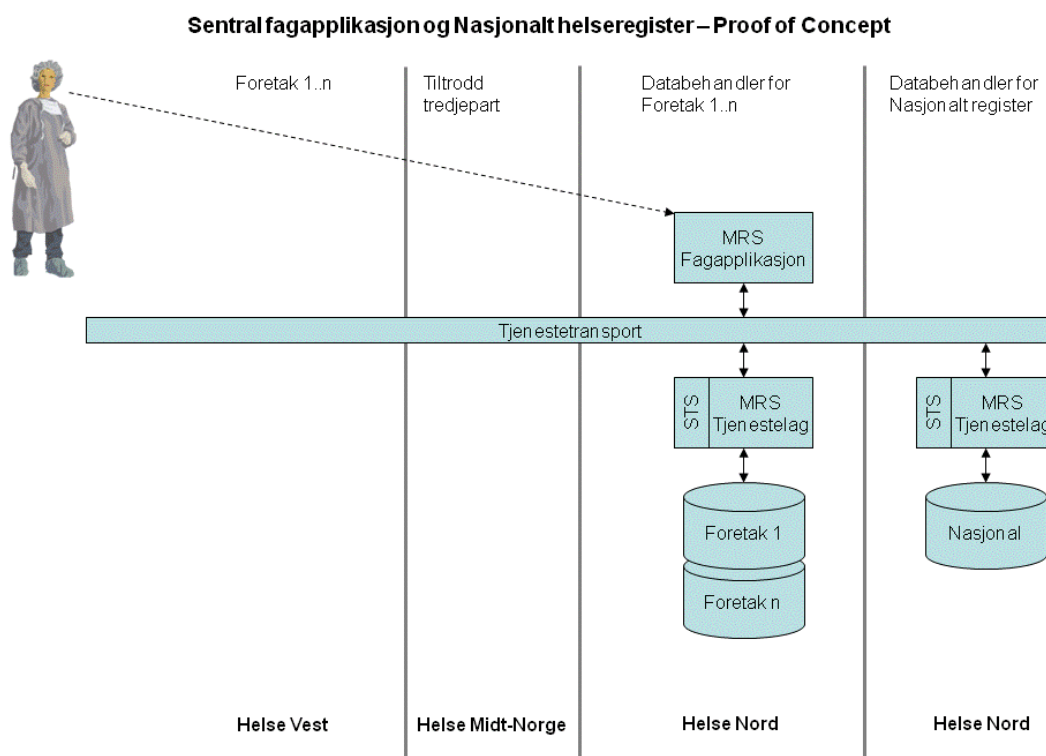 Sentral fagapplikasjon og Nasjonalt helseregister – Proof of Concept
Foretak 1..n
Tiltrodd
tredjepart
Databehandler for
Foretak 1..n
Databehandler for
Nasjonalt register
MRS
Fagapplikasjon
Tjenestetransport
STS
MRS
Tjenestelag
STS
MRS
Tjenestelag
Foretak 1
Foretak n
Nasjonal
Helse Vest
Helse Midt-Norge
Helse Nord
Helse Nord